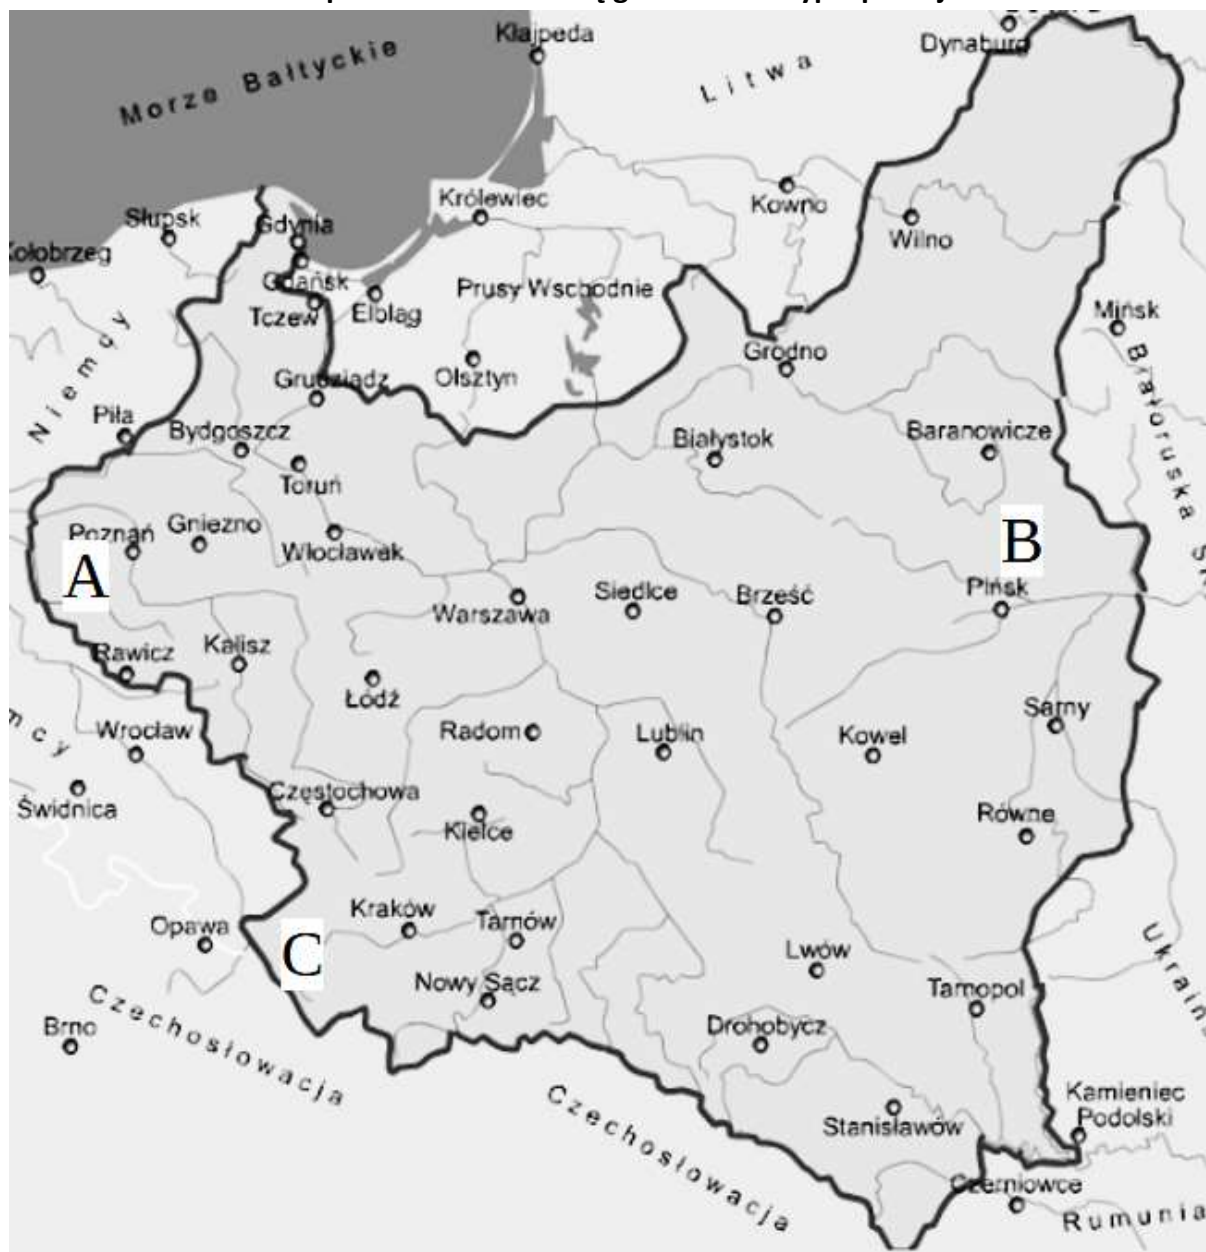 Kłajpeda
Dynaburg
Morze Bałtyckie
Litwa
Słupsk
Gdynia
Królewiec
Kowno
Wilno
Kołobrzeg
Gdańsk
Tczew
Elbląg
Prusy Wschodnie
Mińsk
Niemcy
Grudziądz
Olsztyn
Grodno
Białoruska
Piła
Bydgoszcz
Białystok
Baranowicze
Toruń
Poznań
Gniezno
Włocławek
A
B
Warszawa
Siedlce
Brześć
Pińsk
Rawicz
Kalisz
Łódź
Wrocław
Radom
Lublin
Kowel
Sarny
mcy
Świdnica
Częstochowa
Kielce
Równe
Opawa
C
Kraków
Tarnów
Lwów
Nowy Sącz
Tarnopol
Brno
Czechosłowacja
Drohobycz
Ukrain
Czechosłowacja
Stanisławów
Kamieniec
Podolski
Czerniowce
Rumunia